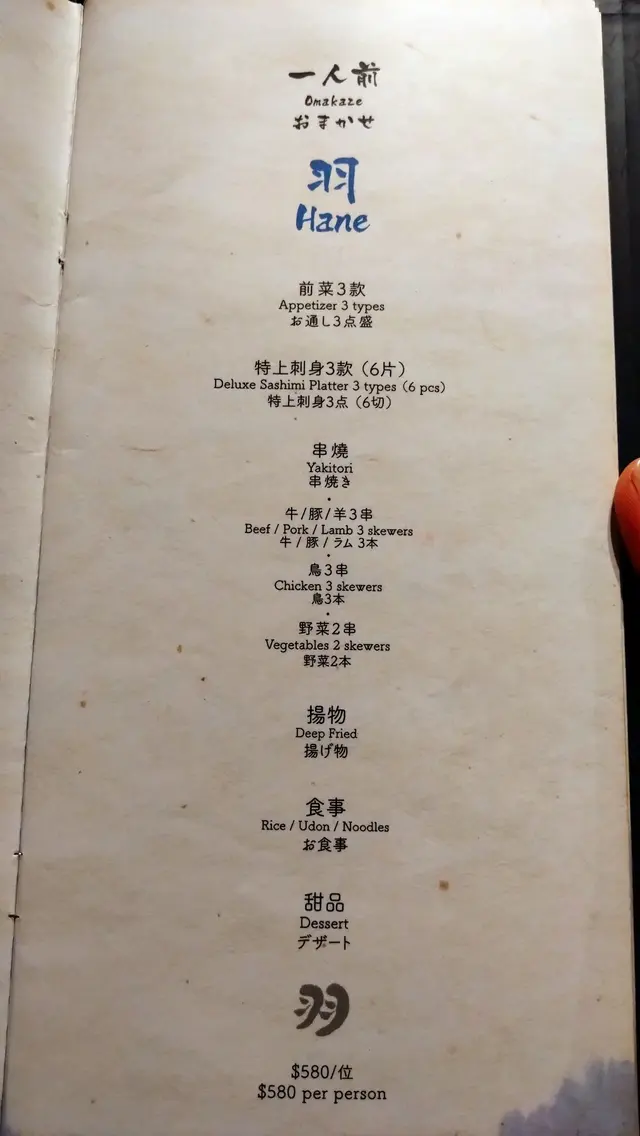 一人前
Omakaze
おまかせ
羽
Hane
前菜3款
Appetizer 3 types
お通し3点盛
特上刺身3款（6片）
Deluxe Sashimi Platter 3 types（6 pcs）
特上刺身3点（6切）
串燒
Yakitori
串焼き
・
牛/豚/羊3串
Beef / Pork / Lamb 3 skewers
牛 / 豚 / ラム 3本
・
鳥3串
Chicken 3 skewers
鳥3本
・
野菜2串
Vegetables 2 skewers
野菜2本
揚物
Deep Fried
揚げ物
食事
Rice / Udon / Noodles
お食事
甜品
Dessert
デザート
羽
$580/位
$580 per person